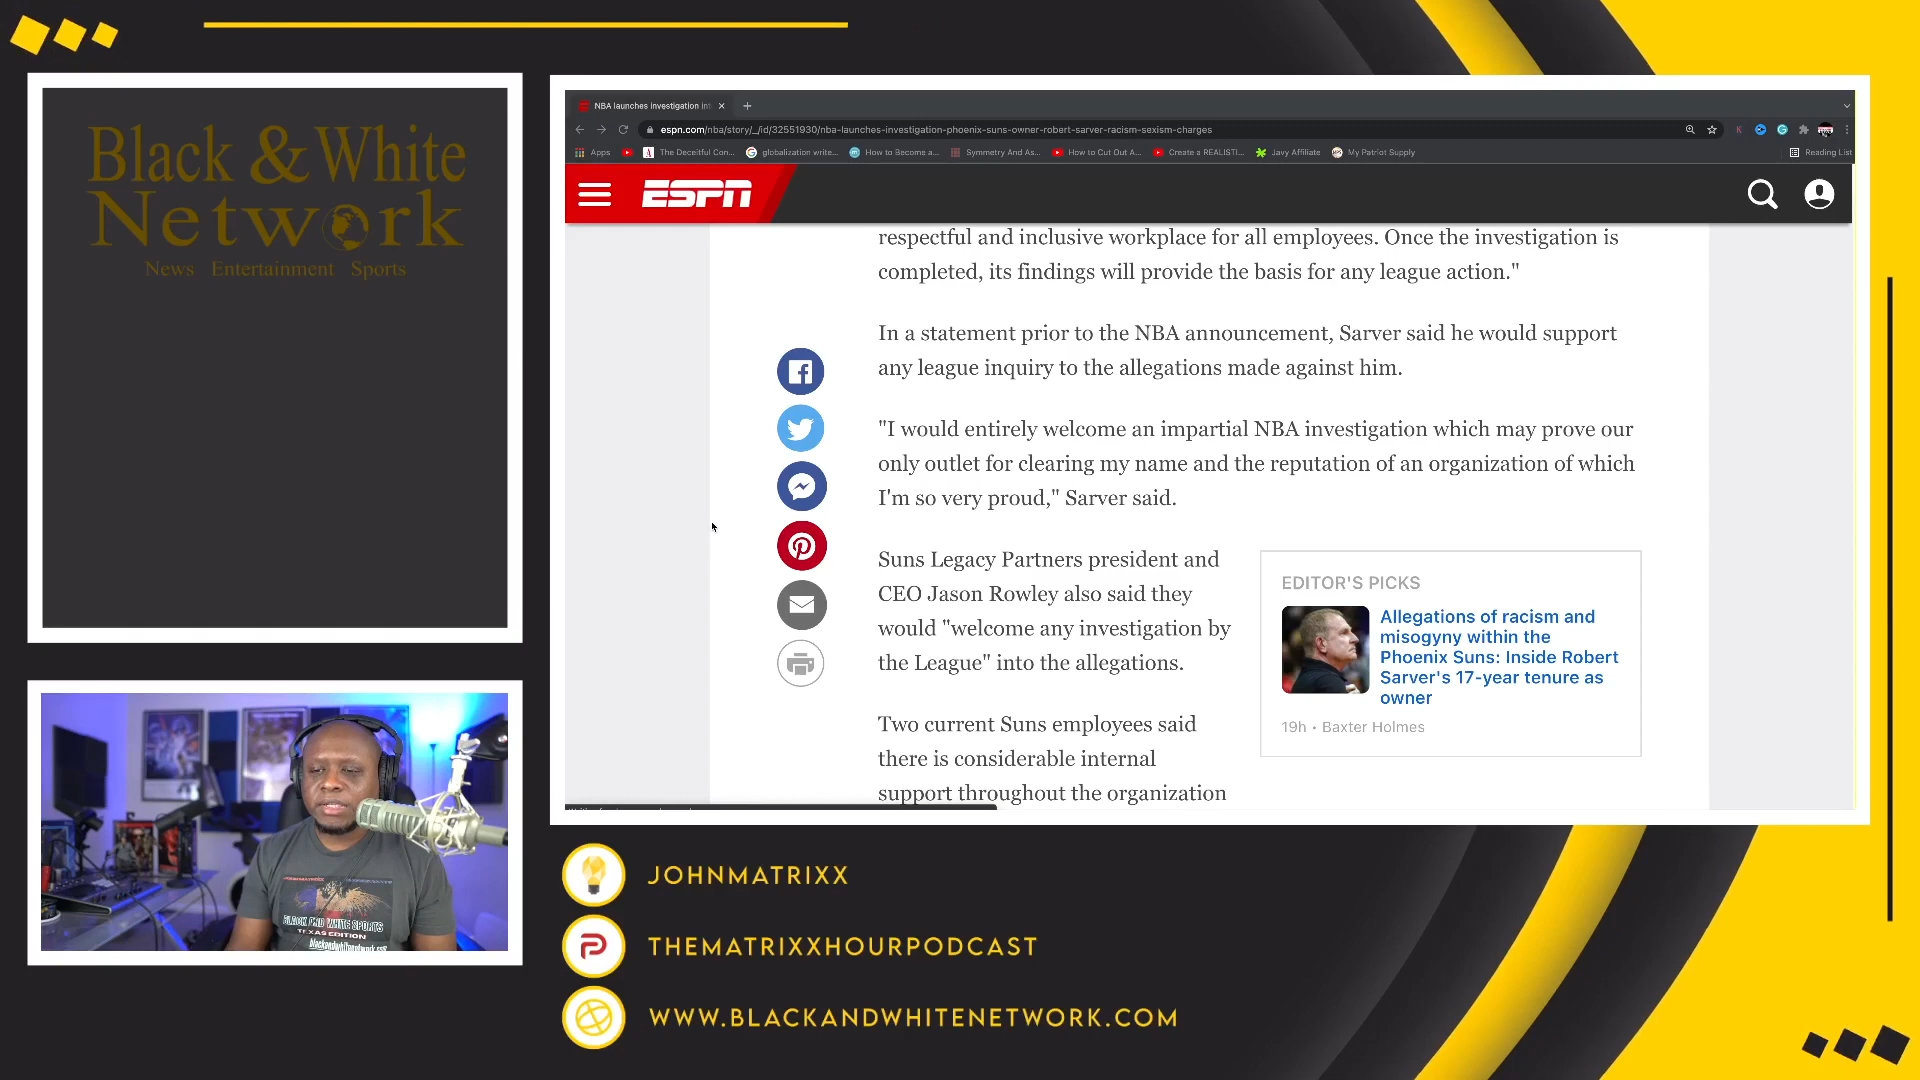 Black & White
Network
News Entertainment Sports
NBA launches investigation int
espn.com/nba/story/_/id/32551930/nba-launches-investigation-phoenix-suns-owner-robert-sarver-racism-sexism-charges
Apps
The Deceitful Con...
globalization write...
How to Become a...
Symmetry And As...
How to Cut Out A...
Create a REALISTI...
Javy Affiliate
My Patriot Supply
Reading List
ESPN
respectful and inclusive workplace for all employees. Once the investigation is
completed, its findings will provide the basis for any league action."
In a statement prior to the NBA announcement, Sarver said he would support
any league inquiry to the allegations made against him.
"I would entirely welcome an impartial NBA investigation which may prove our
only outlet for clearing my name and the reputation of an organization of which
I'm so very proud," Sarver said.
Suns Legacy Partners president and
CEO Jason Rowley also said they
would "welcome any investigation by
the League" into the allegations.
Two current Suns employees said
there is considerable internal
support throughout the organization
EDITOR'S PICKS
Allegations of racism and
misogyny within the
Phoenix Suns: Inside Robert
Sarver's 17-year tenure as
owner
19h • Baxter Holmes
BLACK AND WHITE SPORTS
TEXAS EDITION
blackandwhitenetwork.com
JOHNMATRIXX
THEMATRIXXHOURPODCAST
WWW.BLACKANDWHITENETWORK.COM